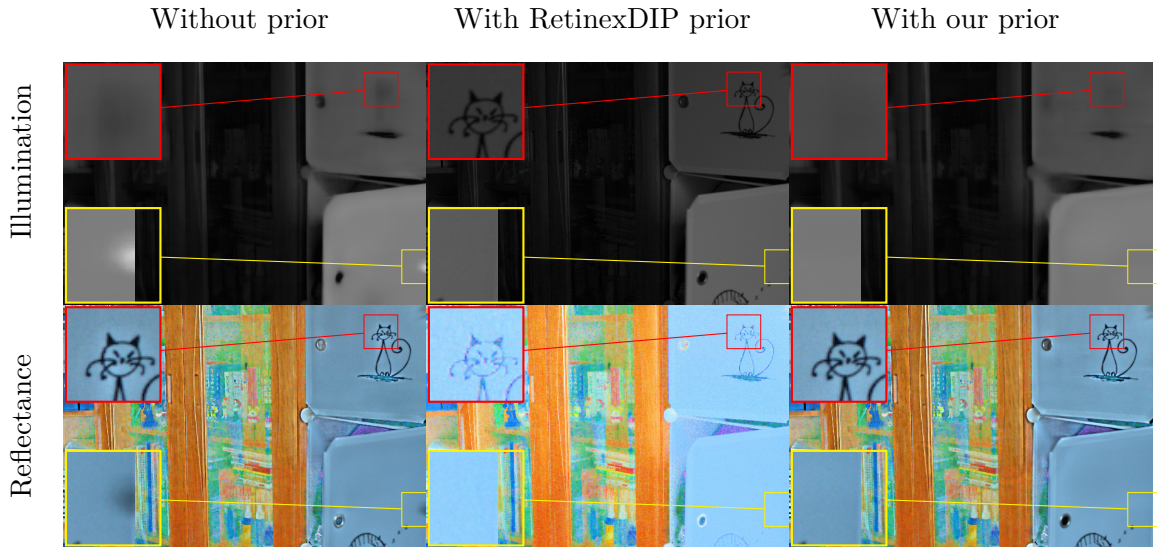 Without prior
With RetinexDIP prior
With our prior
Illumination
Reflectance